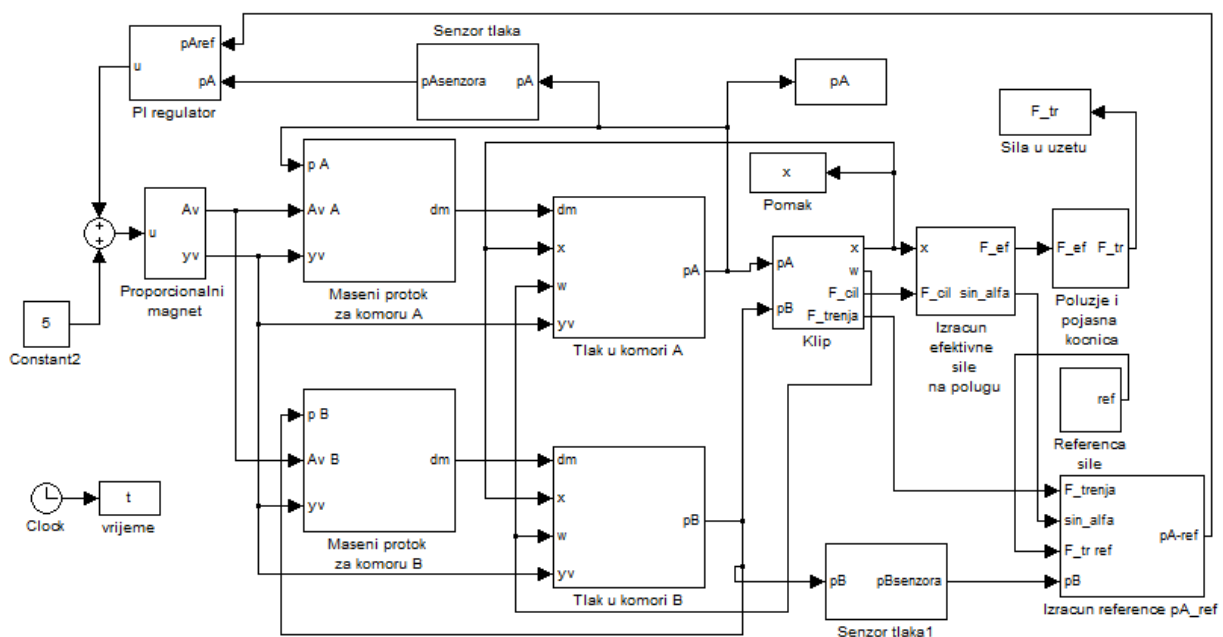 Senzor tlaka
pAref
u
pA
PI regulator
pAsenzora
pA
pA
F_tr
Sila u uzetu
p A
Av A
dm
yv
Maseni protok
za komoru A
x
Pomak
Av
u
yv
Proporcionalni
magnet
+
+
5
Constant2
dm
x
pA
w
yv
Tlak u komori A
x
pA
w
F_cil
pB
F_trenja
Klip
x
F_ef
F_cil
sin_alfa
Izracun
efektivne
sile
na polugu
F_ef
F_tr
Poluzje i
pojasna
kocnica
ref
Referenca
sile
p B
Av B
dm
yv
Maseni protok
za komoru B
dm
x
pB
w
yv
Tlak u komori B
Clock
t
vrijeme
pB
pBsenzora
Senzor tlaka1
F_trenja
sin_alfa
pA-ref
F_tr ref
pB
Izracun reference pA_ref